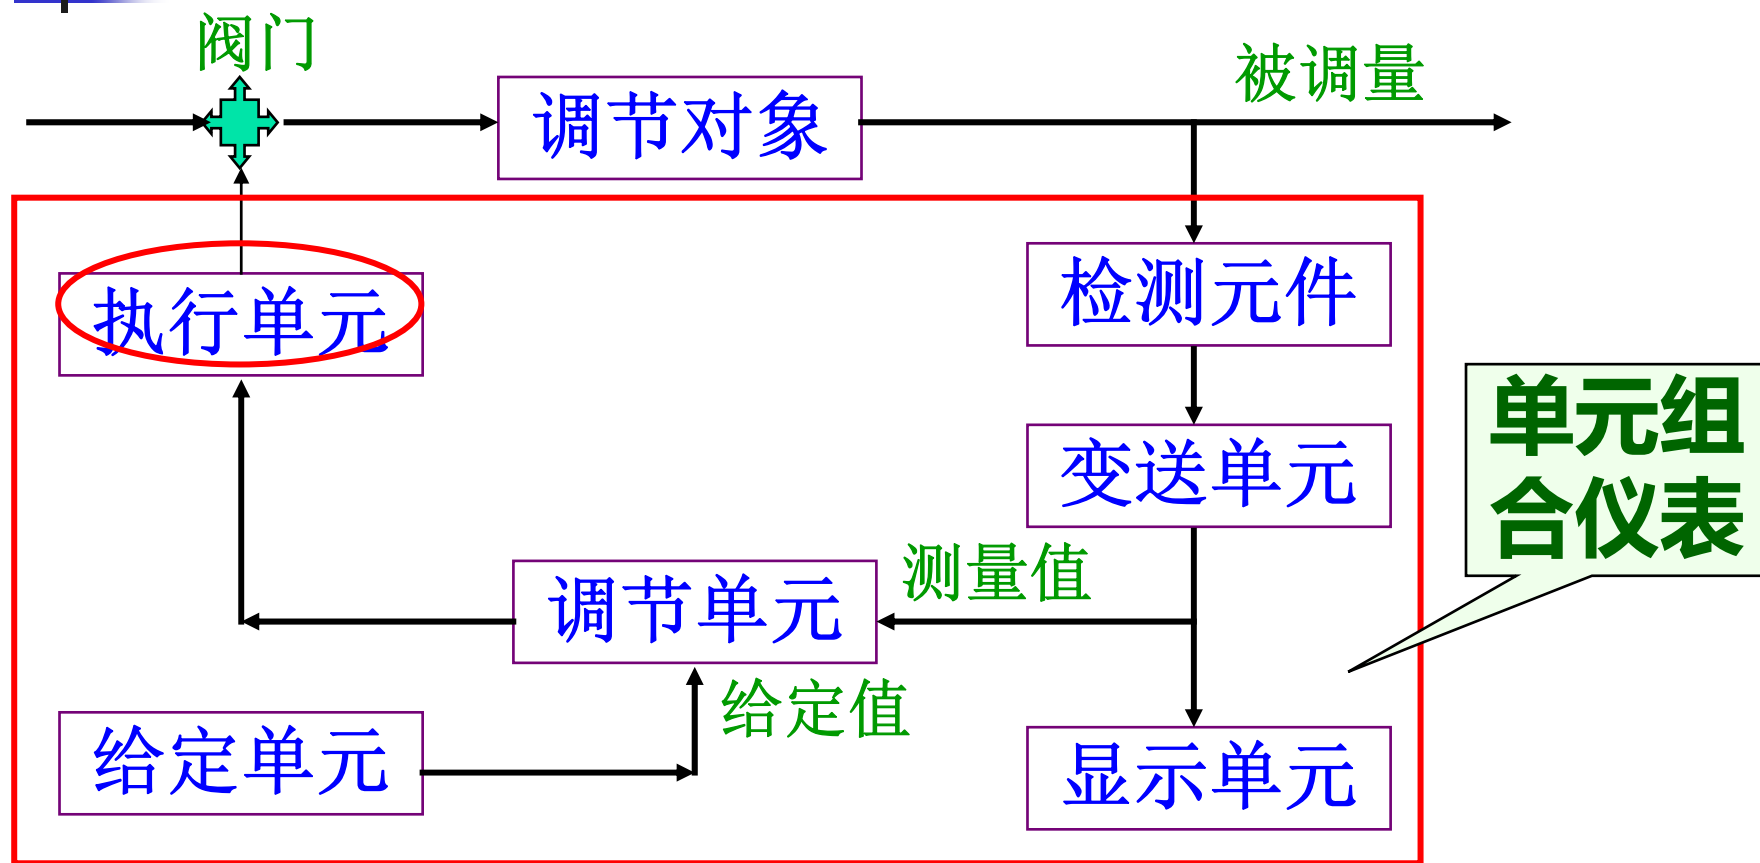 阀门
被调量
调节对象
检测元件
执行单元
单元组
合仪表
变送单元
测量值
调节单元
给定值
给定单元
显示单元